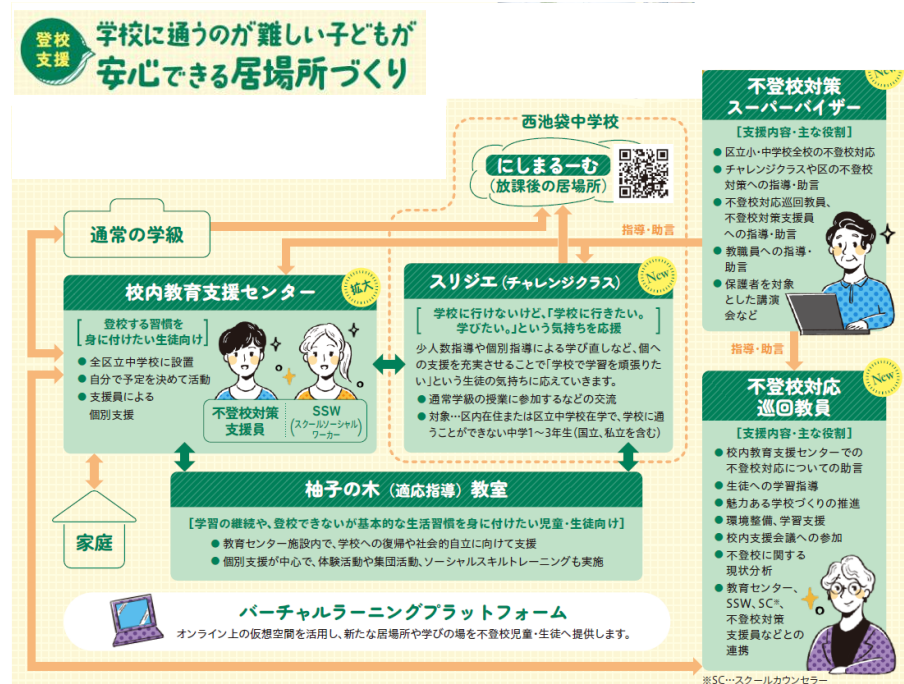 登校
支援
学校に通うのが難しい子どもが
安心できる居場所づくり
西池袋中学校
にしまるーむ
(放課後の居場所)
通常の学級
指導・助言
校内教育支援センター
拡大
[登校する習慣を
身に付けたい生徒向け]
● 全区立中学校に設置
● 自分で予定を決めて活動
● 支援員による
個別支援
不登校対策
支援員
SSW
(スクールソーシャル
ワーカー)
スリジエ(チャレンジクラス)
New
[学校に行けないけど、「学校に行きたい。
学びたい。」という気持ちを応援]
少人数指導や個別指導による学び直しなど、個へ
の支援を充実させることで「学校で学習を頑張りた
い」という生徒の気持ちに応えていきます。
● 通常学級の授業に参加するなどの交流
● 対象…区内在住または区立中学校在学で、学校に通
うことができない中学1~3年生(国立、私立を含む)
家庭
柚子の木(適応指導)教室
[学習の継続や、登校できないが基本的な生活習慣を身に付けたい児童・生徒向け]
● 教育センター施設内で、学校への復帰や社会的自立に向けて支援
● 個別支援が中心で、体験活動や集団活動、ソーシャルスキルトレーニングも実施
バーチャルラーニングプラットフォーム
オンライン上の仮想空間を活用し、新たな居場所や学びの場を不登校児童・生徒へ提供します。
New
不登校対策
スーパーバイザー
[支援内容・主な役割]
● 区立小・中学校全校の不登校対応
● チャレンジクラスや区の不登校
対策への指導・助言
● 不登校対応巡回教員、
不登校対策支援員
への指導・助言
● 教職員への指導・
助言
● 保護者を対象
とした講演
会など
指導・助言
New
不登校対応
巡回教員
[支援内容・主な役割]
● 校内教育支援センターでの
不登校対応についての助言
● 生徒への学習指導
● 魅力ある学校づくりの推進
● 環境整備、学習支援
● 校内支援会議への参加
● 不登校に関する
現状分析
● 教育センター、
SSW、SC※、
不登校対策
支援員などとの
連携
※SC…スクールカウンセラー